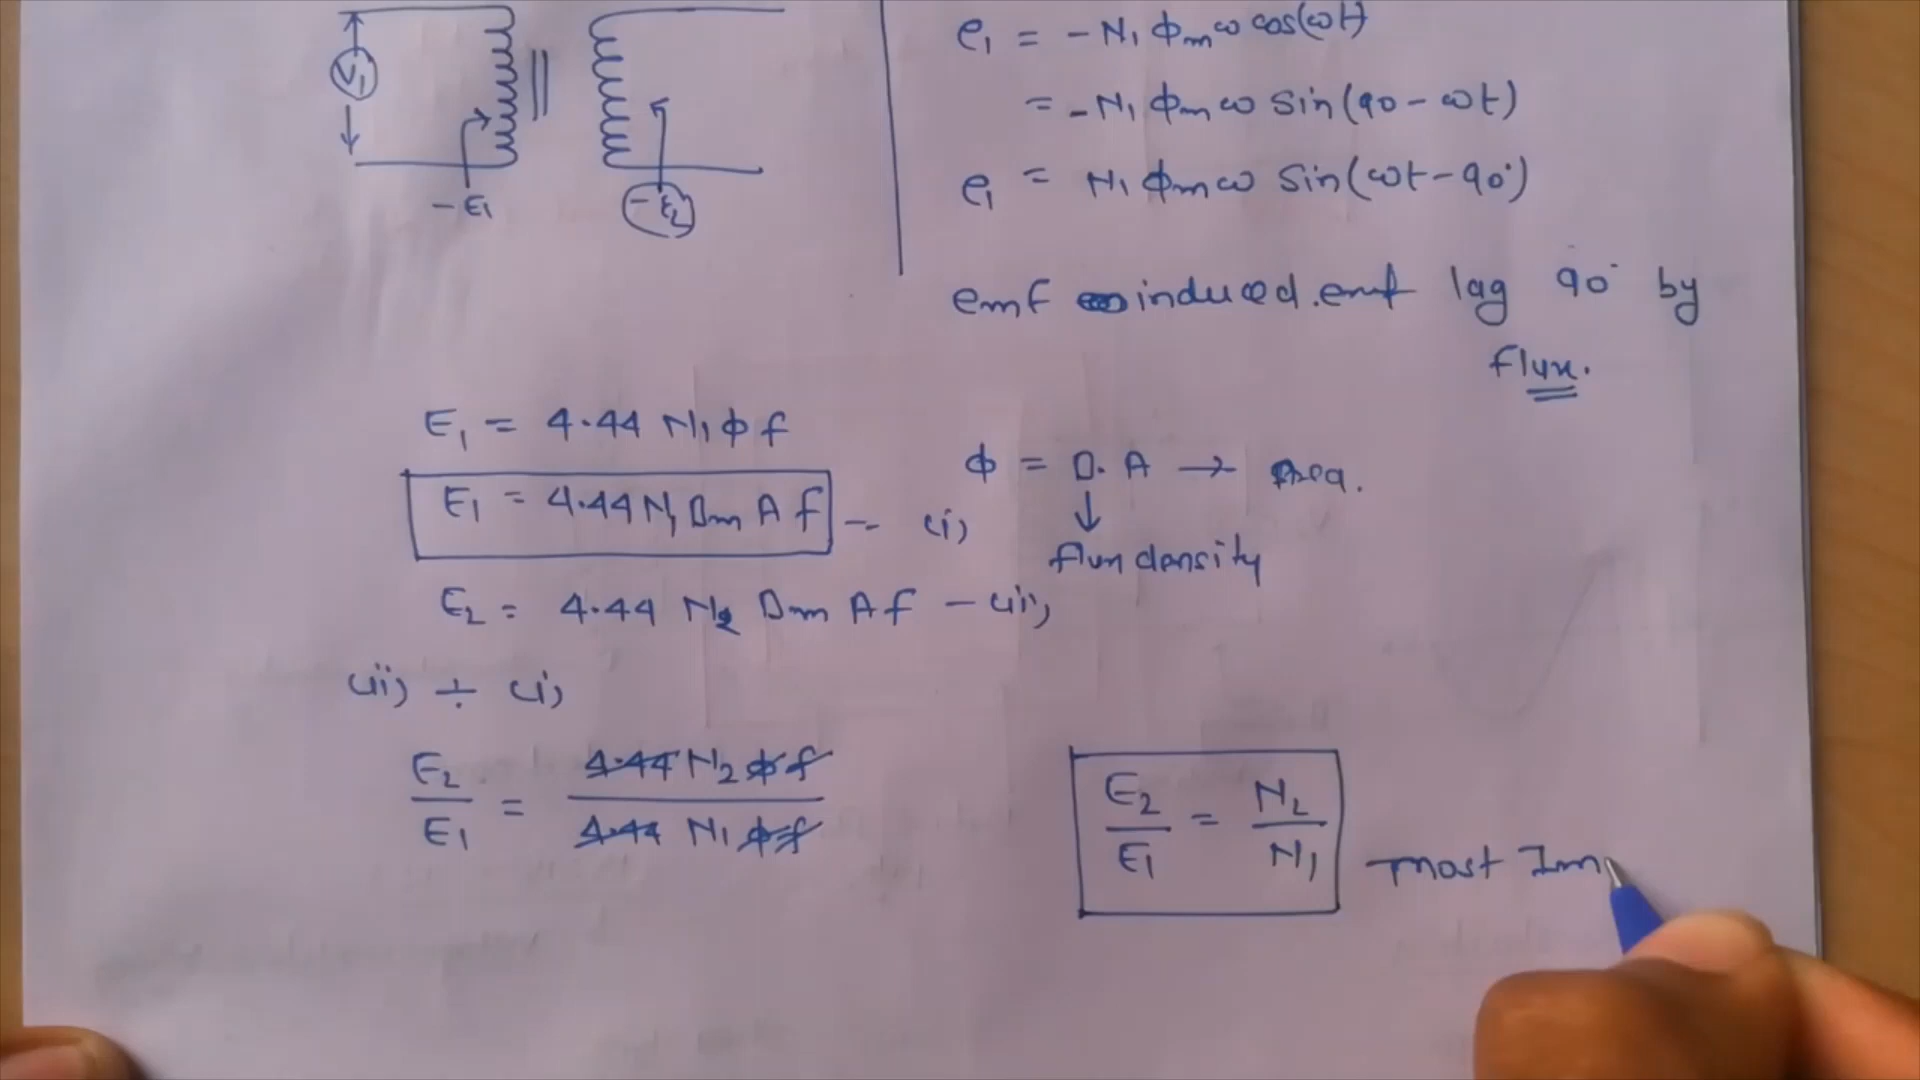 V₁
- E₁
- E₂
e₁ = - N₁ ϕm ω cos(ωt)
= - N₁ ϕm ω sin(90 - ωt)
e₁ = N₁ ϕm ω sin(ωt - 90°)
emf induced emf lag 90° by
flux.
E₁ = 4.44 N₁ ϕ f
E₁ = 4.44 N₁ Bm A f -- (i)
ϕ = B. A → Area.
↓
flux density
E₂ = 4.44 N₂ Bm A f - (ii)
(ii) ÷ (i)
E₂/E₁ = 4.44 N₂ ϕ f / 4.44 N₁ ϕ f
E₂/E₁ = N₂/N₁
most Im